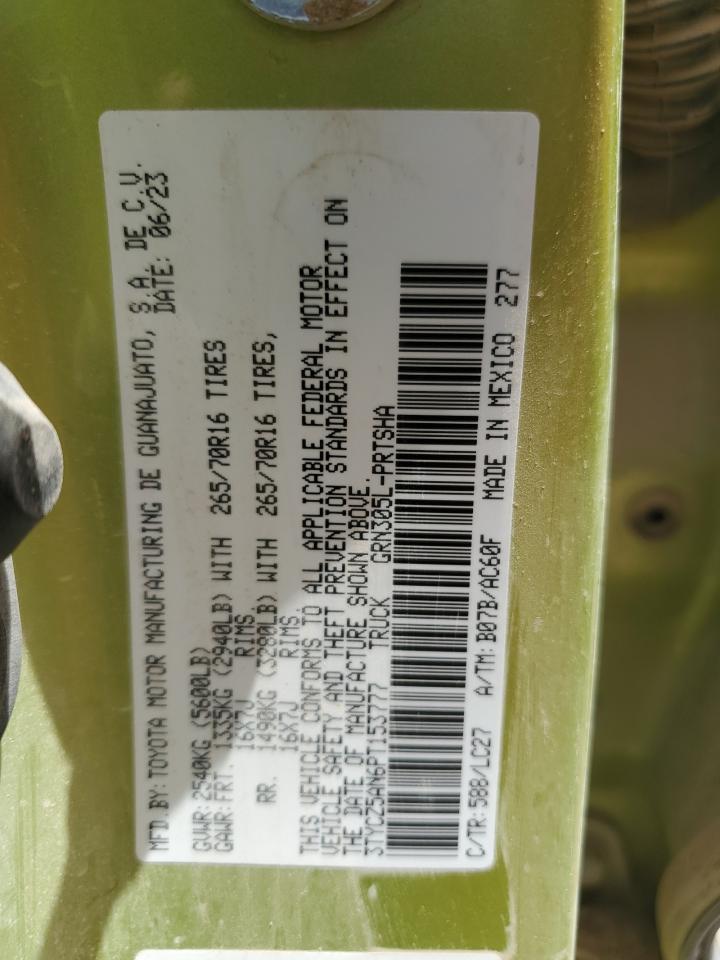 MFD.BY: TOYOTA MOTOR MANUFACTURING DE GUANAJUATO, S.A. DE C.V.
DATE: 06/23
GVWR: 2540KG (5600LB)
GAWR: FRT. 1335KG (2940LB) WITH 265/70R16 TIRES
16X7J RIMS
RR. 1490KG (3280LB) WITH 265/70R16 TIRES,
16X7J RIMS.
THIS VEHICLE CONFORMS TO ALL APPLICABLE FEDERAL MOTOR
VEHICLE SAFETY AND THEFT PREVENTION STANDARDS IN EFFECT ON
THE DATE OF MANUFACTURE SHOWN ABOVE.
3TYCZ5AN6PT153777 TRUCK GRN305L-PRTSHA
C/TR: 588/LC27 A/TM: B07B/AC60F MADE IN MEXICO 277